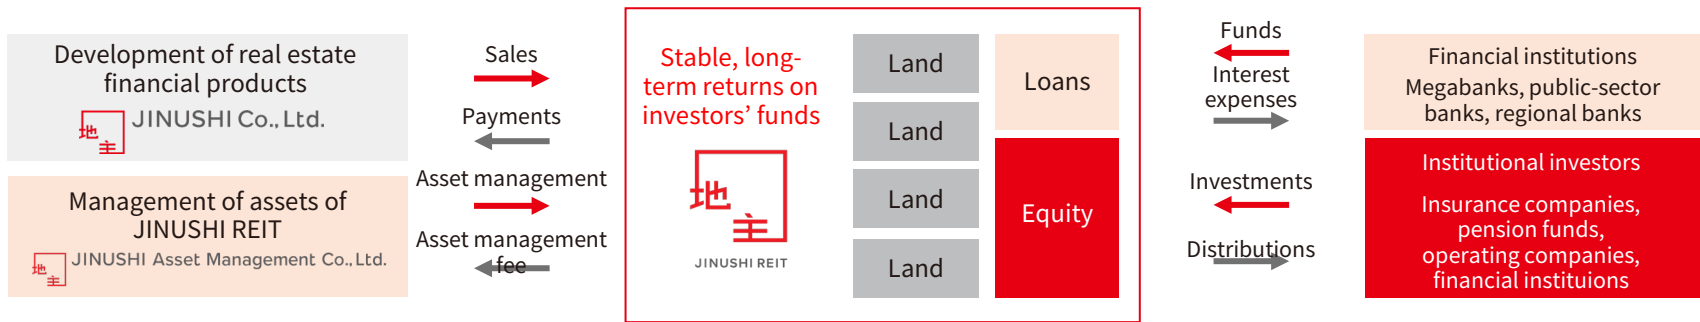 Development of real estate
financial products
地主
JINUSHI Co., Ltd.
Management of assets of
JINUSHI REIT
地主
JINUSHI Asset Management Co., Ltd.
Sales
Payments
Asset management
Asset management
fee
Stable, long-
term returns on
investors’ funds
地主
JINUSHI REIT
Land
Land
Land
Land
Loans
Equity
Funds
Interest
expenses
Investments
Distributions
Financial institutions
Megabanks, public-sector
banks, regional banks
Institutional investors
Insurance companies,
pension funds,
operating companies,
financial instituions